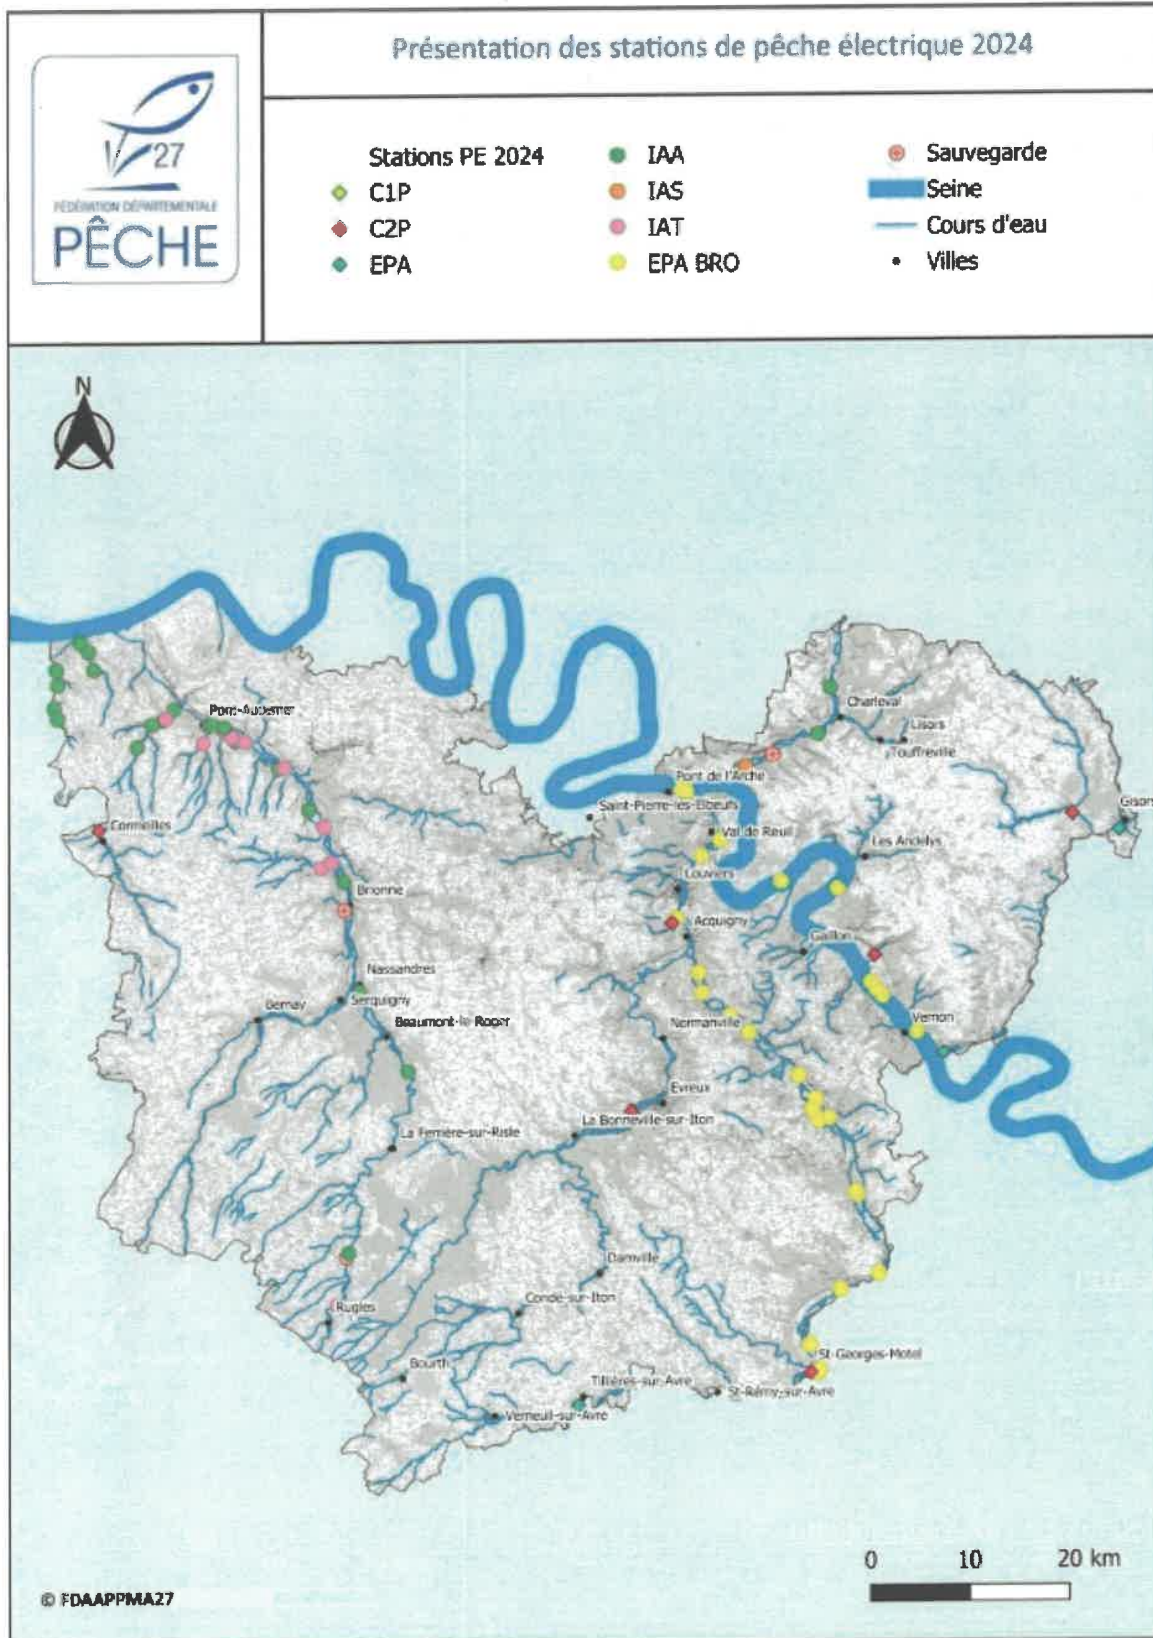 Présentation des stations de pêche électrique 2024
27
FÉDÉRATION DÉPARTEMENTALE
PÊCHE
Stations PE 2024
C1P
C2P
EPA
IAA
IAS
IAT
EPA BRO
Sauvegarde
Seine
Cours d'eau
Villes
N
Pont-Audemer
Charleval
Lisors
Touffreville
Pont de l'Arche
Saint-Pierre-lès-Elbeufs
Gisors
Cormeilles
Val de Reuil
Les Andelys
Louviers
Brionne
Acquigny
Gaillon
Nassandres
Serquigny
Bernay
Beaumont-le-Roger
Normanville
Vernon
Evreux
La Bonneville-sur-Iton
La Ferrière-sur-Risle
Damville
Condé-sur-Iton
Rugles
St-Georges-Motel
Bourth
Tillières-sur-Avre
St-Rémy-sur-Avre
Verneuil-sur-Avre
0 10 20 km
© FDAAPPMA27